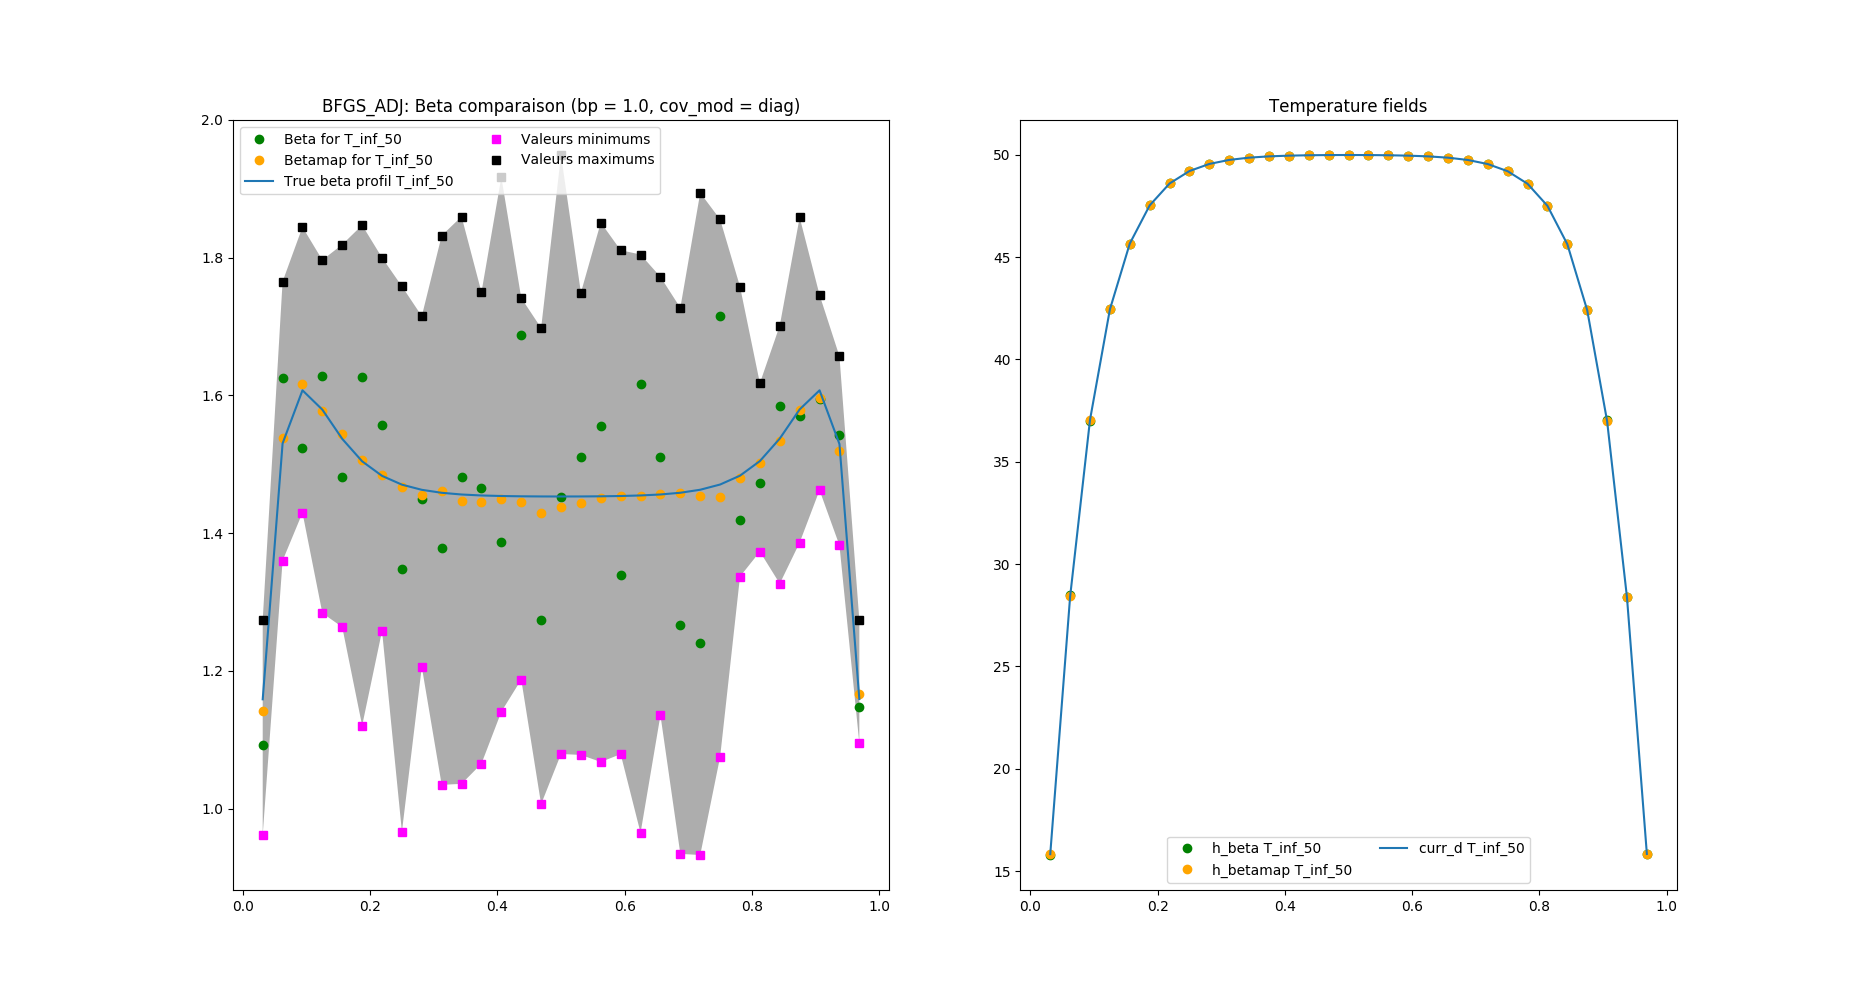 BFGS_ADJ: Beta comparaison (bp = 1.0, cov_mod = diag)
Beta for T_inf_50
Betamap for T_inf_50
True beta profil T_inf_50
Valeurs minimums
Valeurs maximums
2.0
1.8
1.6
1.4
1.2
1.0
0.0 0.2 0.4 0.6 0.8 1.0
Temperature fields
50
45
40
35
30
25
20
15
h_beta T_inf_50
h_betamap T_inf_50
curr_d T_inf_50
0.0 0.2 0.4 0.6 0.8 1.0